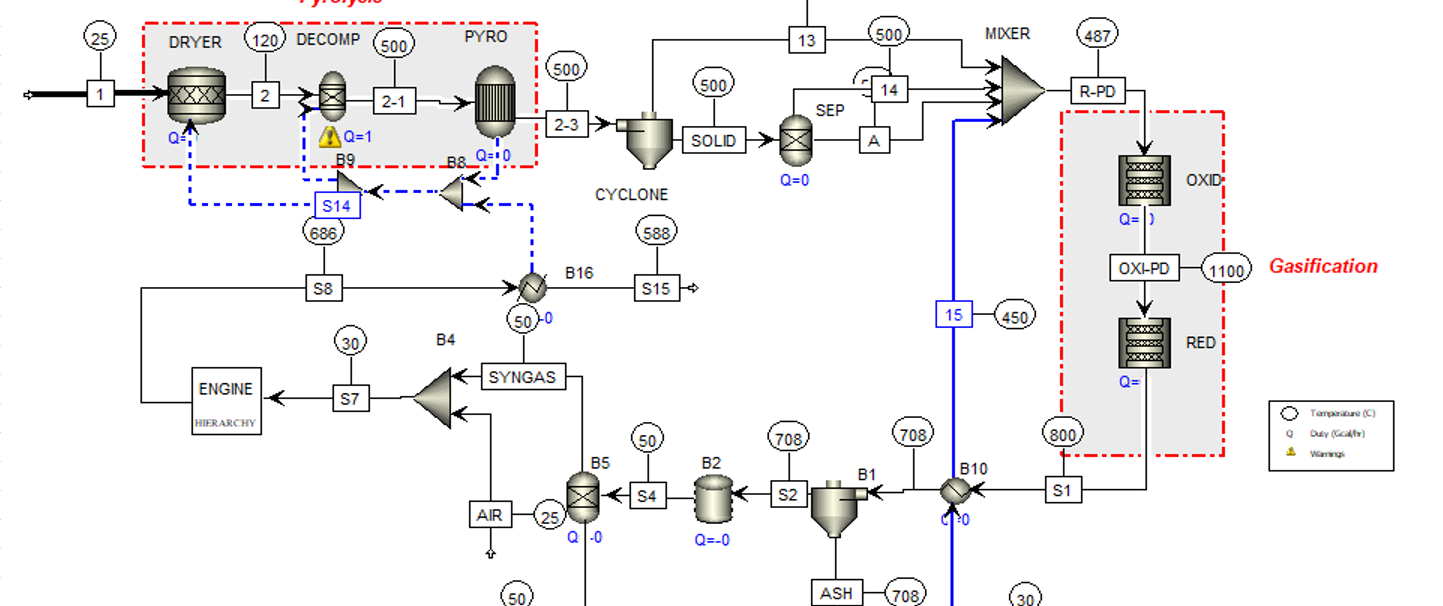 Pyrolysis
25
DRYER
120
DECOMP
500
PYRO
500
1
2
2-1
2-3
Q=
Q=1
Q=
0
B9
B8
S14
CYCLONE
500
SOLID
13
500
14
SEP
A
Q=0
MIXER
487
R-PD
OXID
Q=
OXI-PD
1100
Gasification
RED
Q=
15
450
686
S8
B16
588
S15
50
-0
30
B4
SYNGAS
ENGINE
HIERARCHY
S7
AIR
25
B5
Q
-0
50
S4
B2
Q=-0
708
S2
B1
708
B10
800
S1
ASH
708
50
30
Temperature (C)
Q
Duty (Gcal/hr)
Warnings